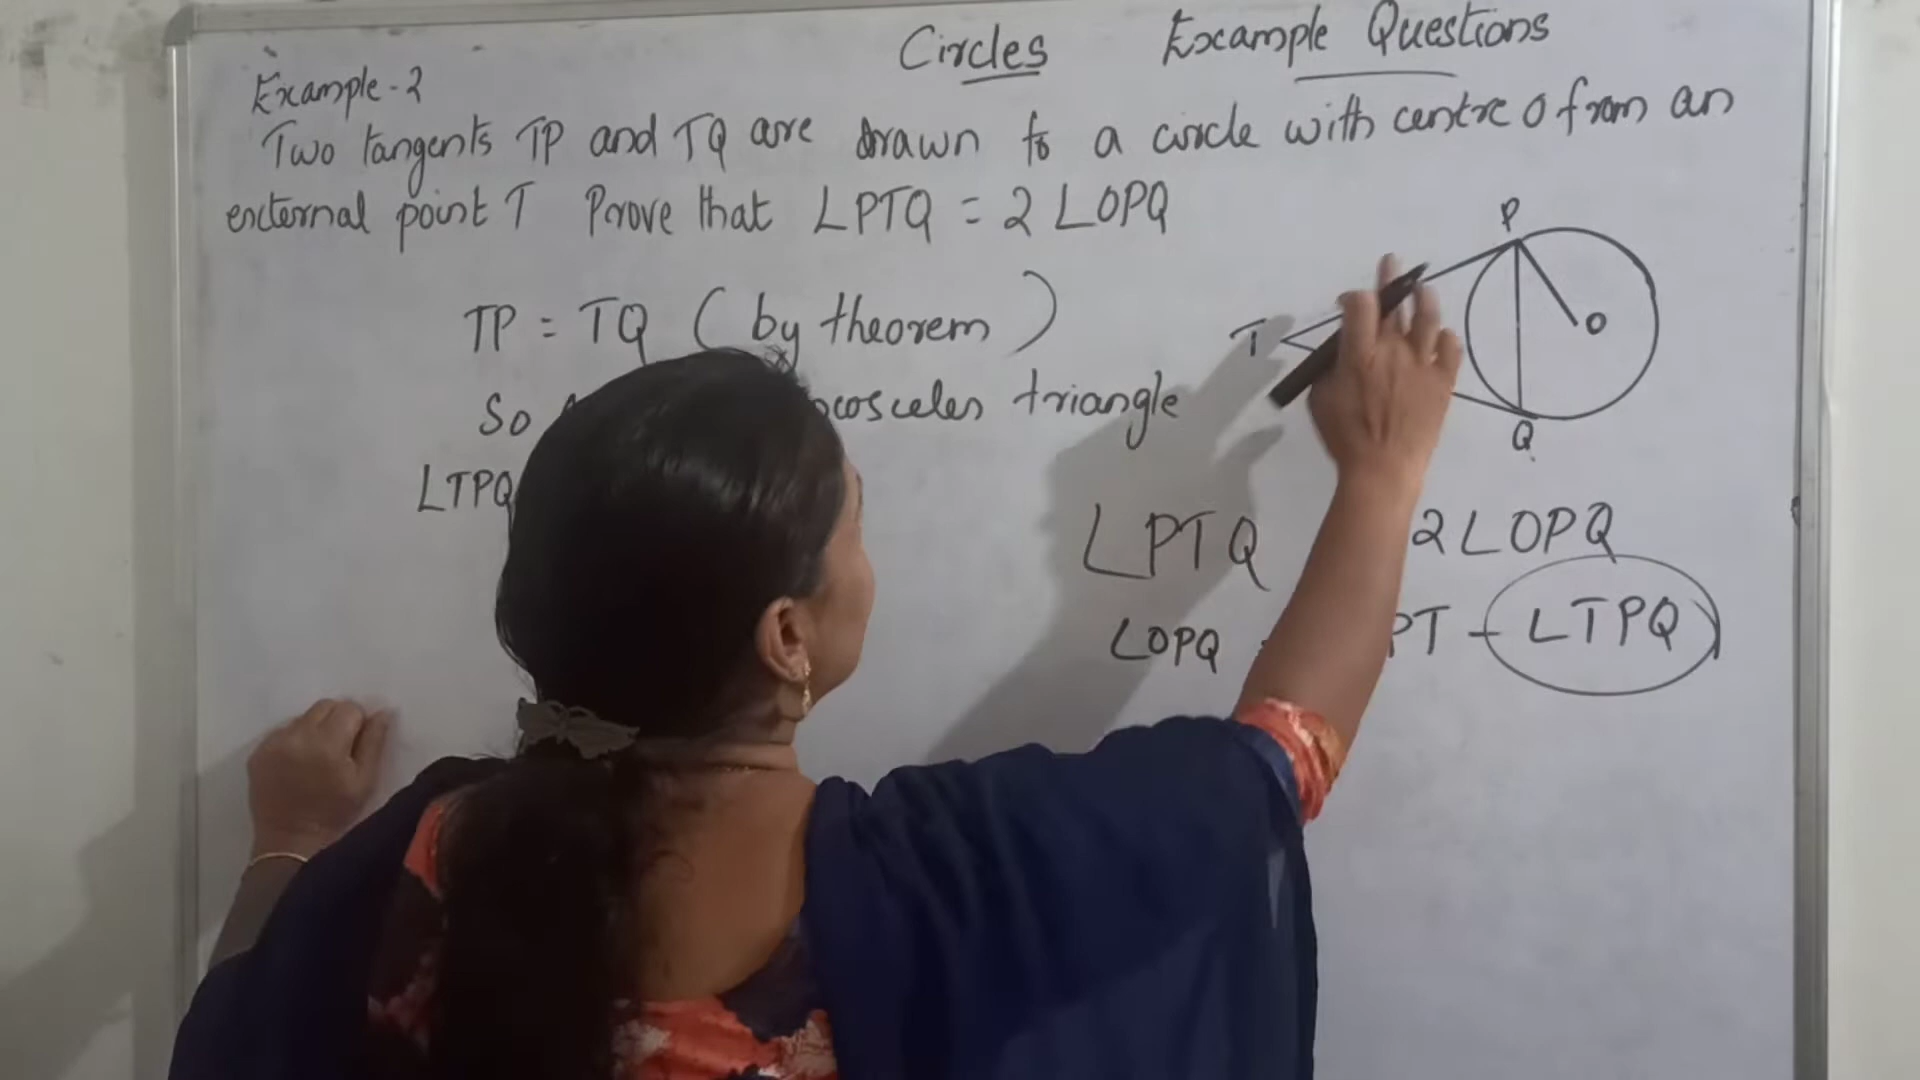 Circles Example Questions
Example-2
Two tangents TP and TQ are drawn to a circle with centre O from an
external point T Prove that ∠PTQ = 2∠OPQ
TP = TQ (by theorem)
So triangle
∠TPQ
P
T
O
Q
∠PTQ 2∠OPQ
∠OPQ PT - ∠TPQ